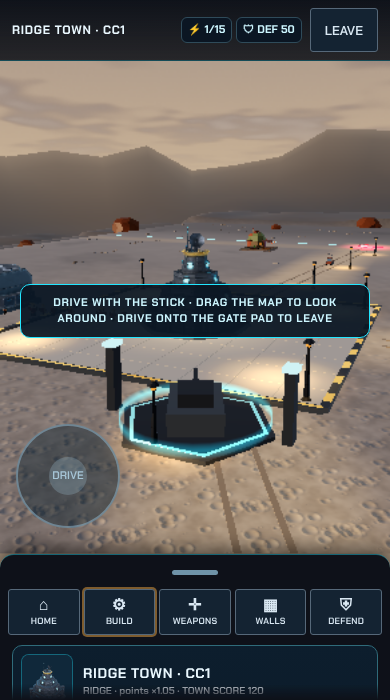 RIDGE TOWN · CC1
⚡ 1/15
🛡 DEF 50
LEAVE
DRIVE WITH THE STICK · DRAG THE MAP TO LOOK
AROUND · DRIVE ONTO THE GATE PAD TO LEAVE
DRIVE
HOME
BUILD
WEAPONS
WALLS
DEFEND
RIDGE TOWN · CC1
RIDGE · points ×1.05 · TOWN SCORE 120